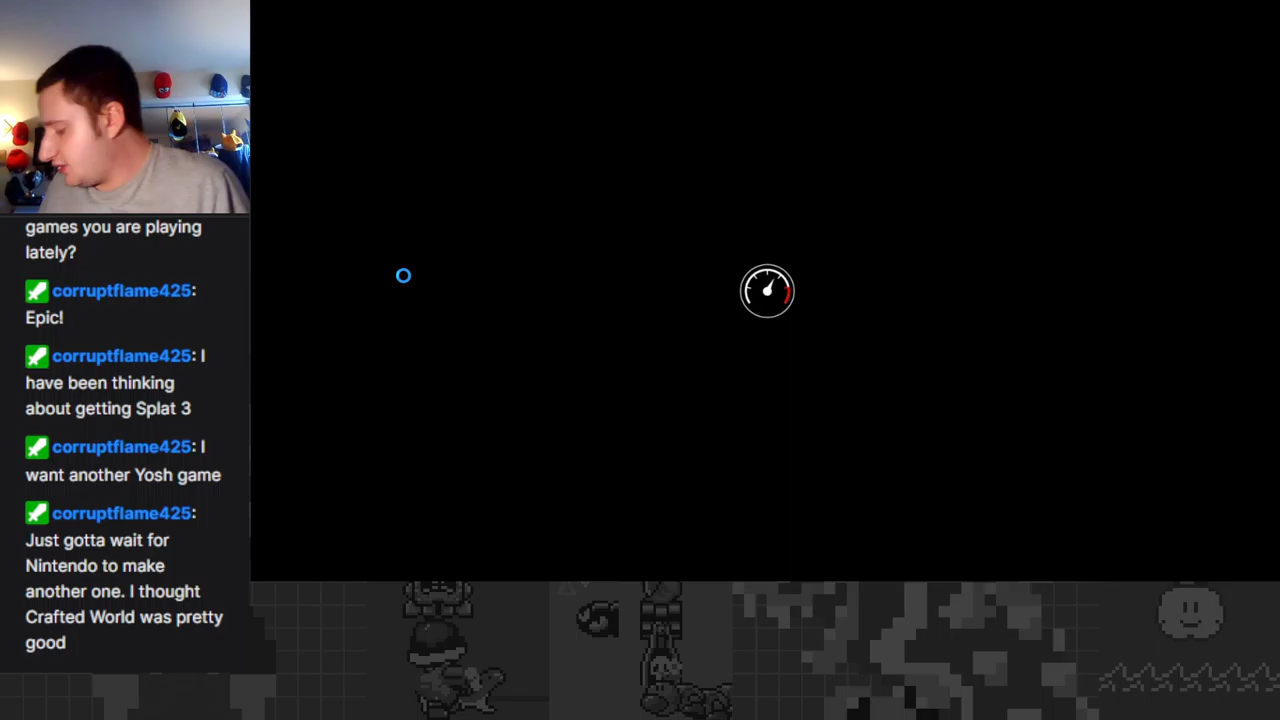 games you are playing
lately?
corruptflame425:
Epic!
corruptflame425: I
have been thinking
about getting Splat 3
corruptflame425: I
want another Yosh game
corruptflame425:
Just gotta wait for
Nintendo to make
another one. I thought
Crafted World was pretty
good